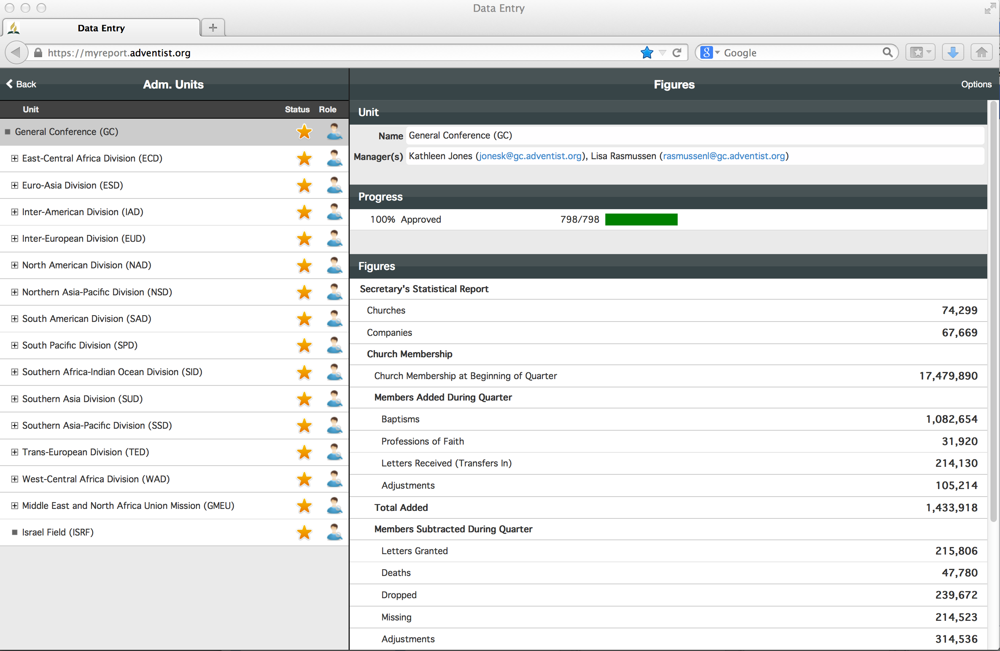 Data Entry
Data Entry
https://myreport.adventist.org
Google
Back
Adm. Units
Unit Status Role
General Conference (GC)
East-Central Africa Division (ECD)
Euro-Asia Division (ESD)
Inter-American Division (IAD)
Inter-European Division (EUD)
North American Division (NAD)
Northern Asia-Pacific Division (NSD)
South American Division (SAD)
South Pacific Division (SPD)
Southern Africa-Indian Ocean Division (SID)
Southern Asia Division (SUD)
Southern Asia-Pacific Division (SSD)
Trans-European Division (TED)
West-Central Africa Division (WAD)
Middle East and North Africa Union Mission (GMEU)
Israel Field (ISRF)
Figures
Options
Unit
Name General Conference (GC)
Manager(s) Kathleen Jones (jonesk@gc.adventist.org), Lisa Rasmussen (rasmussenl@gc.adventist.org)
Progress
100% Approved 798/798
Figures
Secretary's Statistical Report
Churches 74,299
Companies 67,669
Church Membership
Church Membership at Beginning of Quarter 17,479,890
Members Added During Quarter
Baptisms 1,082,654
Professions of Faith 31,920
Letters Received (Transfers In) 214,130
Adjustments 105,214
Total Added 1,433,918
Members Subtracted During Quarter
Letters Granted 215,806
Deaths 47,780
Dropped 239,672
Missing 214,523
Adjustments 314,536